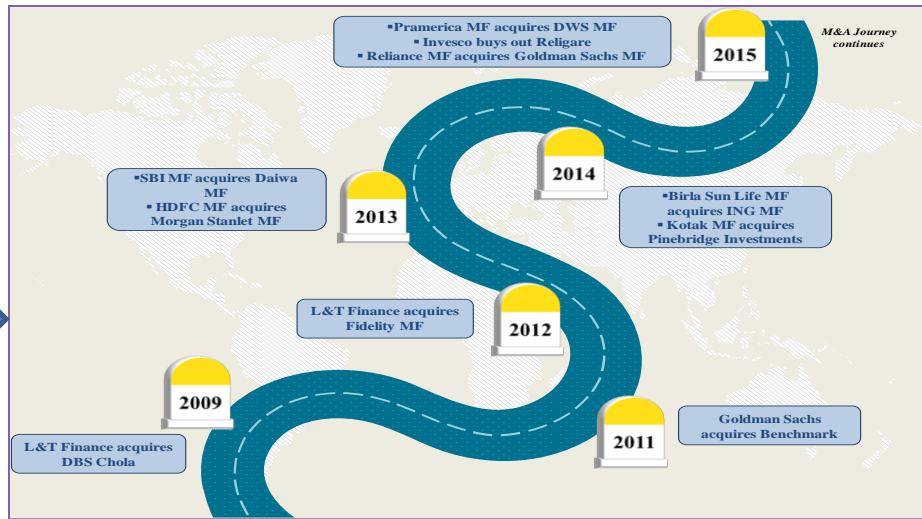 ▪Pramerica MF acquires DWS MF
▪ Invesco buys out Religare
▪ Reliance MF acquires Goldman Sachs MF
2015
M&A Journey
continues
▪SBI MF acquires Daiwa
MF
▪ HDFC MF acquires
Morgan Stanlet MF
2013
2014
▪Birla Sun Life MF
acquires ING MF
▪ Kotak MF acquires
Pinebridge Investments
L&T Finance acquires
Fidelity MF
2012
2009
L&T Finance acquires
DBS Chola
2011
Goldman Sachs
acquires Benchmark